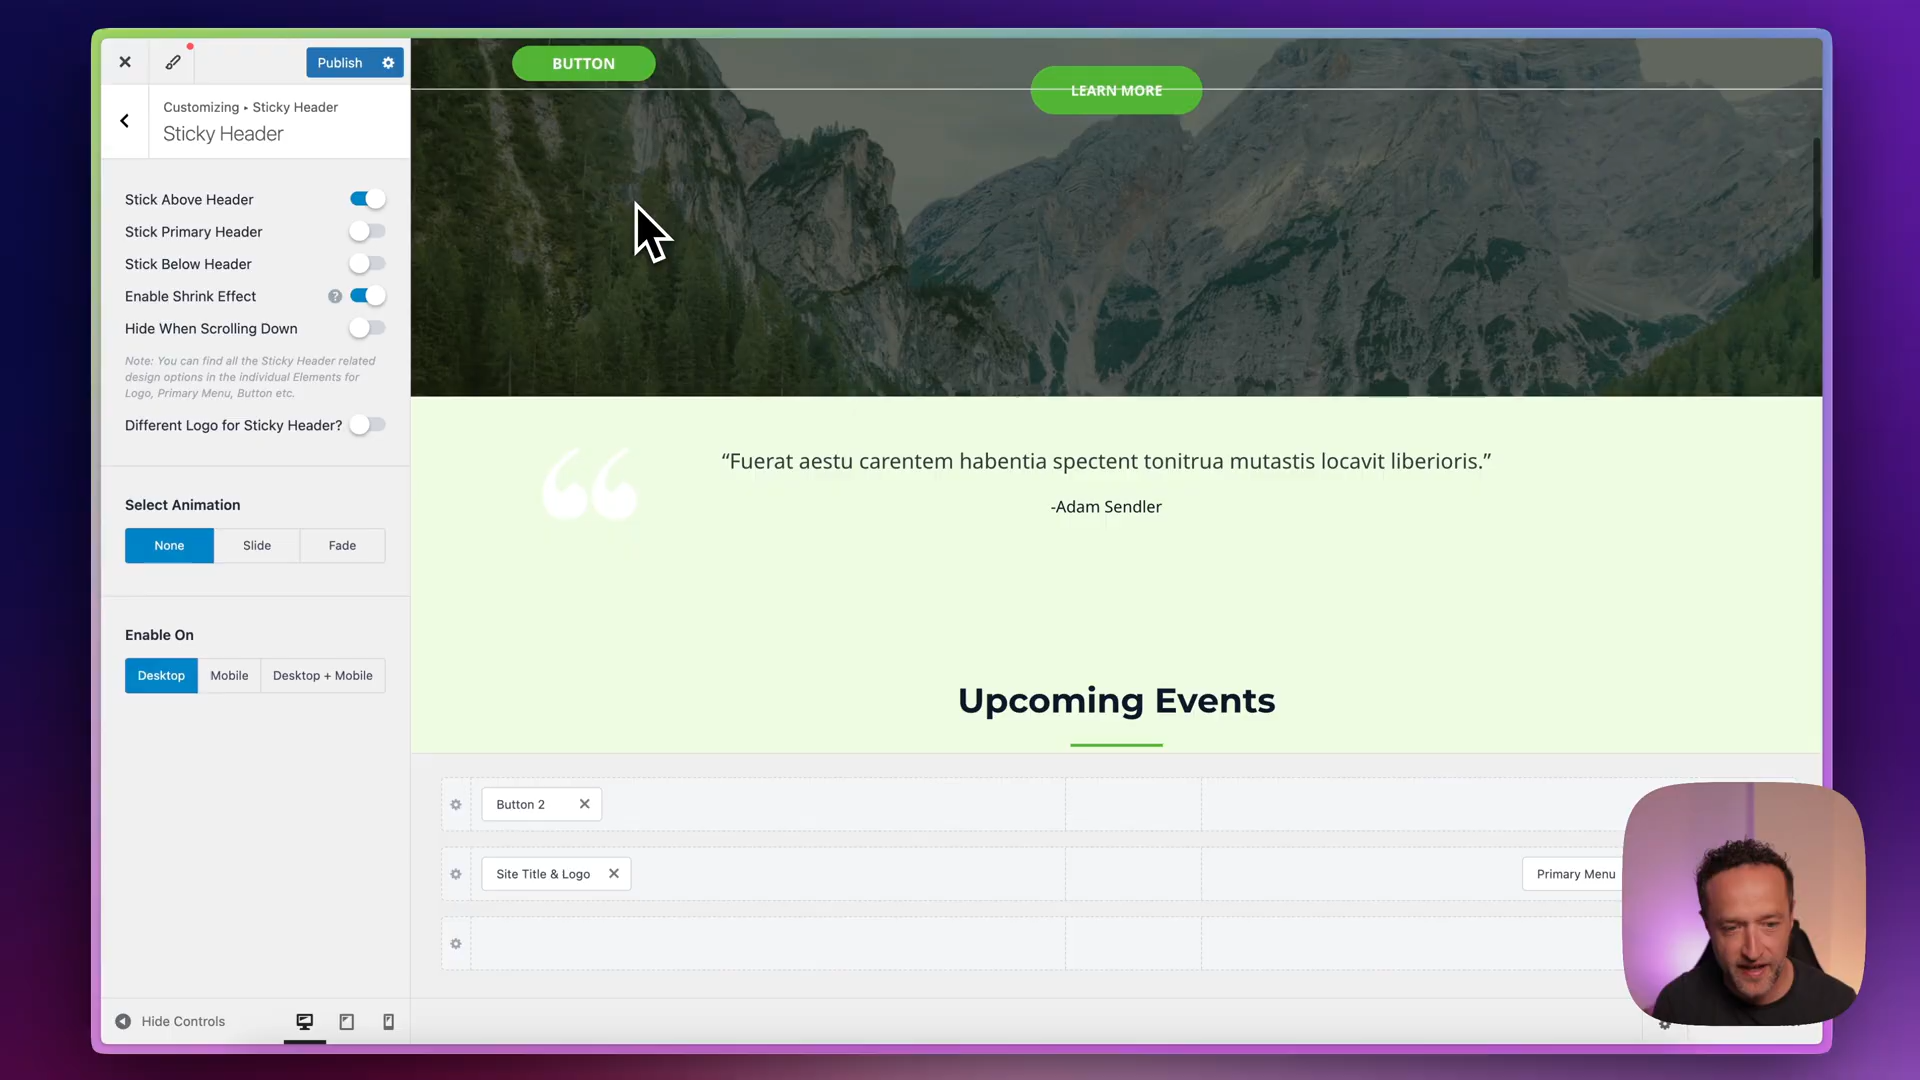 Publish
Customizing ▸ Sticky Header
Sticky Header
Stick Above Header
Stick Primary Header
Stick Below Header
Enable Shrink Effect
?
Hide When Scrolling Down
Note: You can find all the Sticky Header related
design options in the individual Elements for
Logo, Primary Menu, Button etc.
Different Logo for Sticky Header?
Select Animation
None
Slide
Fade
Enable On
Desktop
Mobile
Desktop + Mobile
Hide Controls
BUTTON
LEARN MORE
“Fuerat aestu carentem habentia spectent tonitrua mutastis locavit liberioris.”
-Adam Sendler
Upcoming Events
Button 2
Site Title & Logo
Primary Menu